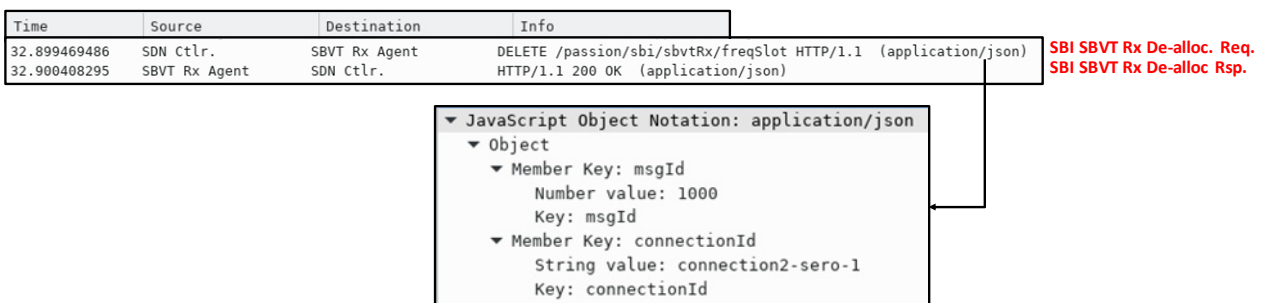 Time Source Destination Info
32.899469486 SDN Ctlr. SBVT Rx Agent DELETE /passion/sbi/sbvtRx/freqSlot HTTP/1.1 (application/json) SBI SBVT Rx De-alloc. Req.
32.900408295 SBVT Rx Agent SDN Ctlr. HTTP/1.1 200 OK (application/json) SBI SBVT Rx De-alloc Rsp.
JavaScript Object Notation: application/json
Object
Member Key: msgId
Number value: 1000
Key: msgId
Member Key: connectionId
String value: connection2-sero-1
Key: connectionId